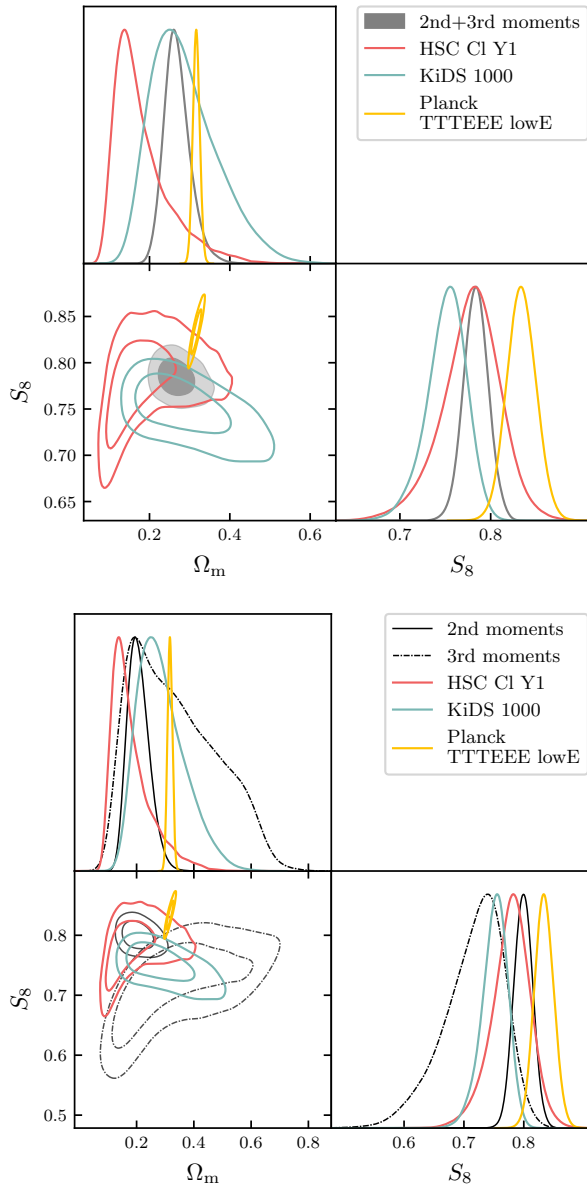 2nd+3rd moments
HSC Cl Y1
KiDS 1000
Planck
TTTEEE lowE
0.85
0.80
0.75
0.70
0.65
S₈
0.2 0.4 0.6
Ωₘ
0.7 0.8
S₈
2nd moments
3rd moments
HSC Cl Y1
KiDS 1000
Planck
TTTEEE lowE
0.8
0.7
0.6
0.5
S₈
0.2 0.4 0.6 0.8
Ωₘ
0.6 0.7 0.8
S₈